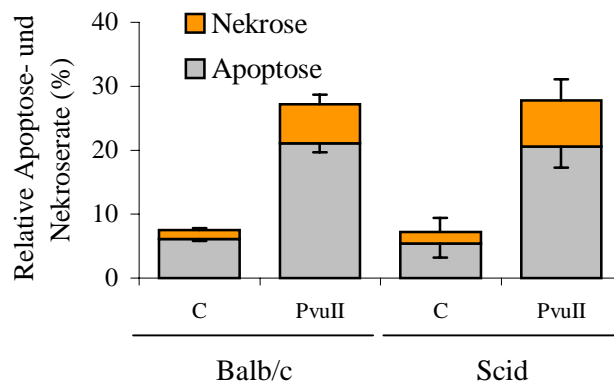 Relative Apoptose- und
Nekroserate (%)
40
30
20
10
0
Nekrose
Apoptose
C
PvuII
C
PvuII
Balb/c
Scid